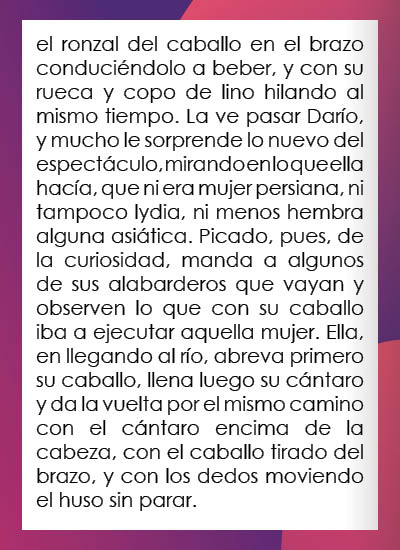 el ronzal del caballo en el brazo
conduciéndolo a beber, y con su
rueca y copo de lino hilando al
mismo tiempo. La ve pasar Darío,
y mucho le sorprende lo nuevo del
espectáculo, mirando en lo que ella
hacía, que ni era mujer persiana, ni
tampoco lydia, ni menos hembra
alguna asiática. Picado, pues, de
la curiosidad, manda a algunos
de sus alabarderos que vayan y
observen lo que con su caballo
iba a ejecutar aquella mujer. Ella,
en llegando al río, abreva primero
su caballo, llena luego su cántaro
y da la vuelta por el mismo camino
con el cántaro encima de la
cabeza, con el caballo tirado del
brazo, y con los dedos moviendo
el huso sin parar.